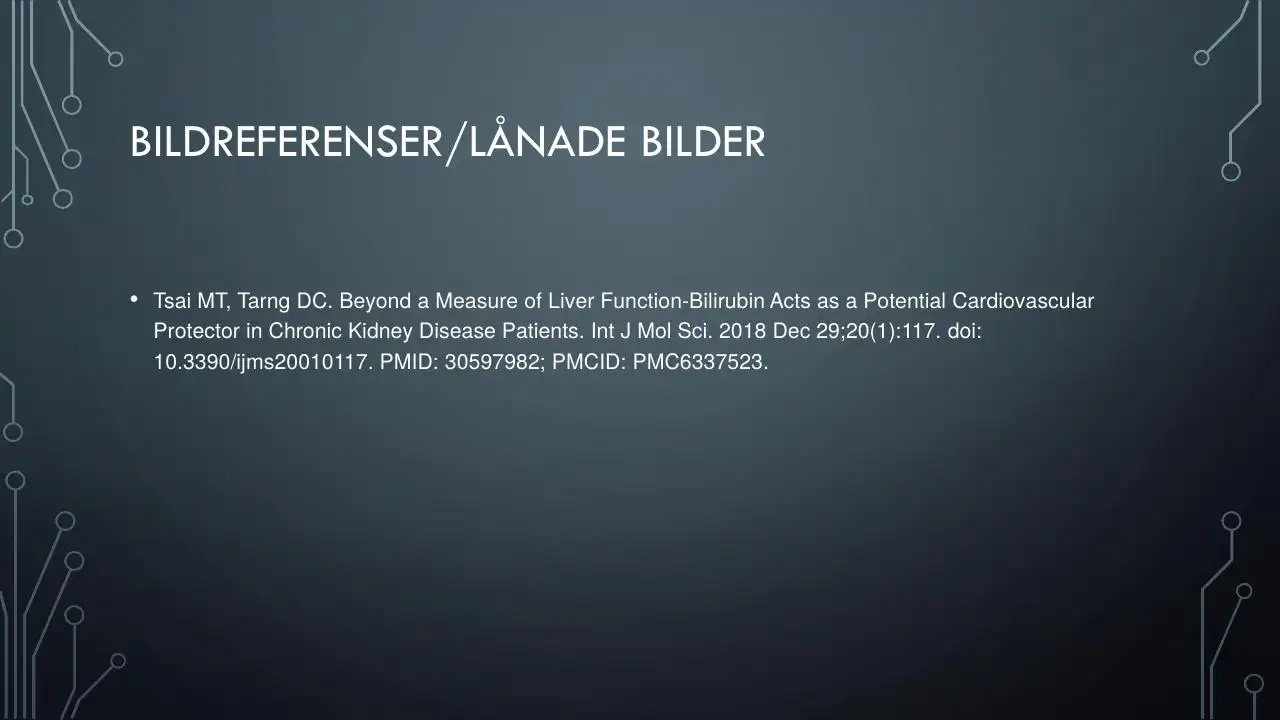 BILDREFERENSER/LÅNADE BILDER
• Tsai MT, Tarng DC. Beyond a Measure of Liver Function-Bilirubin Acts as a Potential Cardiovascular
Protector in Chronic Kidney Disease Patients. Int J Mol Sci. 2018 Dec 29;20(1):117. doi:
10.3390/ijms20010117. PMID: 30597982; PMCID: PMC6337523.